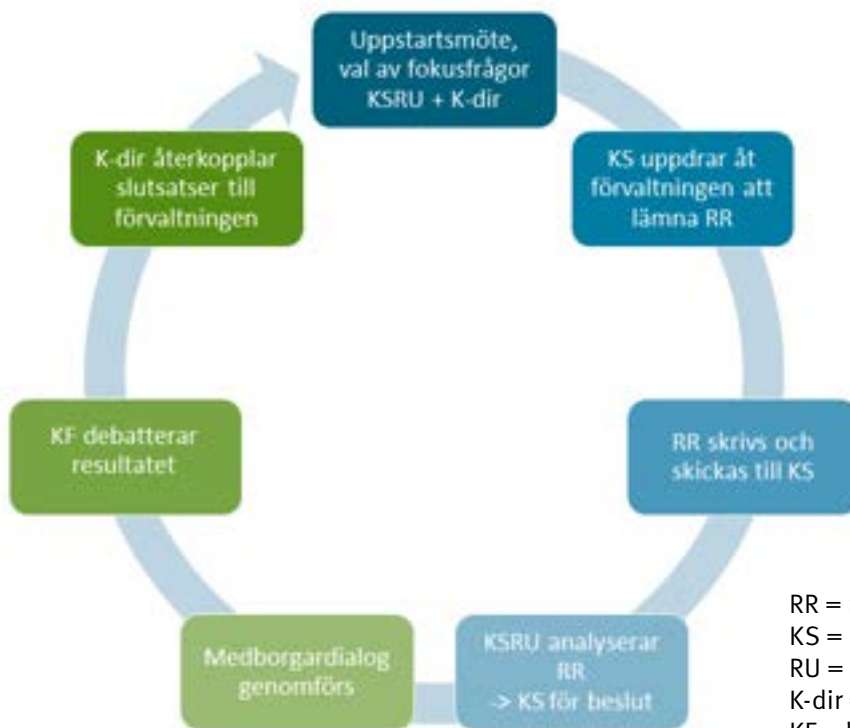 Uppstartsmöte,
val av fokusfrågor
KSRU + K-dir
KS uppdrar åt
förvaltningen att
lämna RR
RR skrivs och
skickas till KS
KSRU analyserar
RR
-> KS för beslut
Medborgardialog
genomförs
KF debatterar
resultatet
K-dir återkopplar
slutsatser till
förvaltningen
RR =
KS =
RU =
K-dir